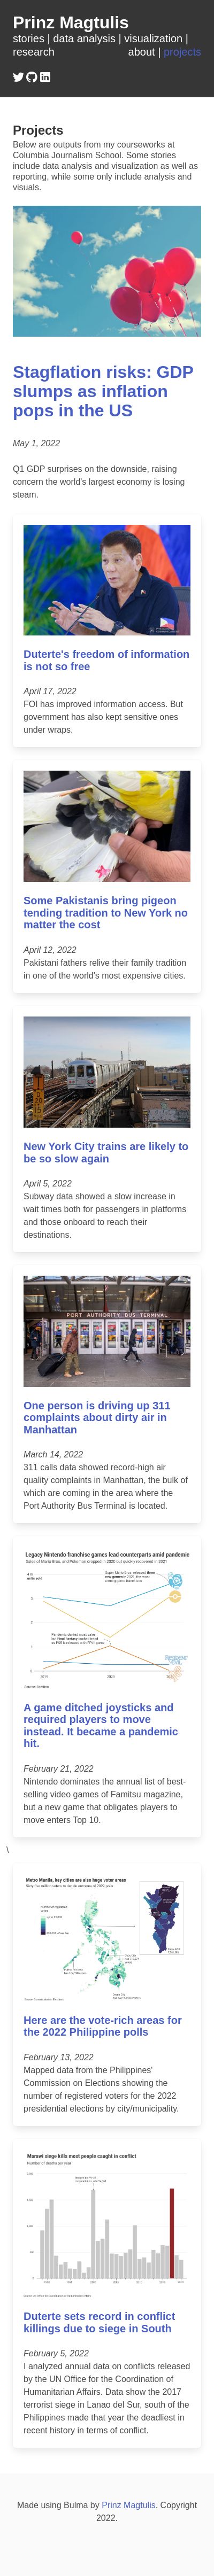 Prinz Magtulis
stories | data analysis | visualization |
research
about | projects
Projects
Below are outputs from my courseworks at
Columbia Journalism School. Some stories
include data analysis and visualization as well as
reporting, while some only include analysis and
visuals.
Stagflation risks: GDP
slumps as inflation
pops in the US
May 1, 2022
Q1 GDP surprises on the downside, raising
concern the world's largest economy is losing
steam.
Duterte's freedom of information
is not so free
April 17, 2022
FOI has improved information access. But
government has also kept sensitive ones
under wraps.
Some Pakistanis bring pigeon
tending tradition to New York no
matter the cost
April 12, 2022
Pakistani fathers relive their family tradition
in one of the world's most expensive cities.
New York City trains are likely to
be so slow again
April 5, 2022
Subway data showed a slow increase in
wait times both for passengers in platforms
and those onboard to reach their
destinations.
PORT AUTHORITY BUS TERMINAL
One person is driving up 311
complaints about dirty air in
Manhattan
March 14, 2022
311 calls data showed record-high air
quality complaints in Manhattan, the bulk of
which are coming in the area where the
Port Authority Bus Terminal is located.
Legacy Nintendo franchise games lead counterparts amid pandemic
A game ditched joysticks and
required players to move
instead. It became a pandemic
hit.
February 21, 2022
Nintendo dominates the annual list of best-
selling video games of Famitsu magazine,
but a new game that obligates players to
move enters Top 10.
\
Metro Manila, key cities are also huge voter areas
Here are the vote-rich areas for
the 2022 Philippine polls
February 13, 2022
Mapped data from the Philippines'
Commission on Elections showing the
number of registered voters for the 2022
presidential elections by city/municipality.
Marawi siege kills most people caught in conflict
Number of deaths per year
Duterte sets record in conflict
killings due to siege in South
February 5, 2022
I analyzed annual data on conflicts released
by the UN Office for the Coordination of
Humanitarian Affairs. Data show the 2017
terrorist siege in Lanao del Sur, south of the
Philippines made that year the deadliest in
recent history in terms of conflict.
Made using Bulma by Prinz Magtulis. Copyright
2022.